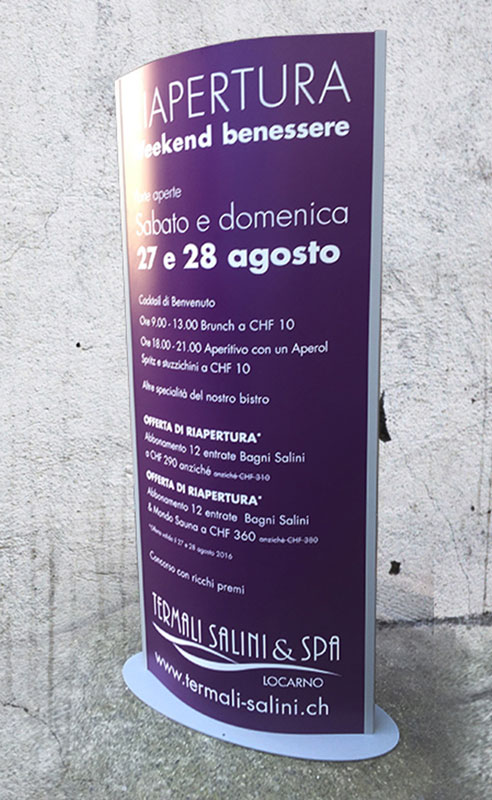 RIAPERTURA
Weekend benessere
Porte aperte
Sabato e domenica
27 e 28 agosto
Cocktail di Benvenuto
Ore 9.00 - 13.00 Brunch a CHF 10
Ore 18.00 - 21.00 Aperitivo con un Aperol
Spritz e stuzzichini a CHF 10
Altre specialità del nostro bistro
OFFERTA DI RIAPERTURA*
Abbonamento 12 entrate Bagni Salini
a CHF 290 anziché anziché CHF 310
OFFERTA DI RIAPERTURA*
Abbonamento 12 entrate Bagni Salini
& Mondo Sauna a CHF 360 anziché CHF 380
*Offerta valida il 27 e 28 agosto 2016
Concorso con ricchi premi
TERMALI SALINI & SPA
LOCARNO
www.termali-salini.ch